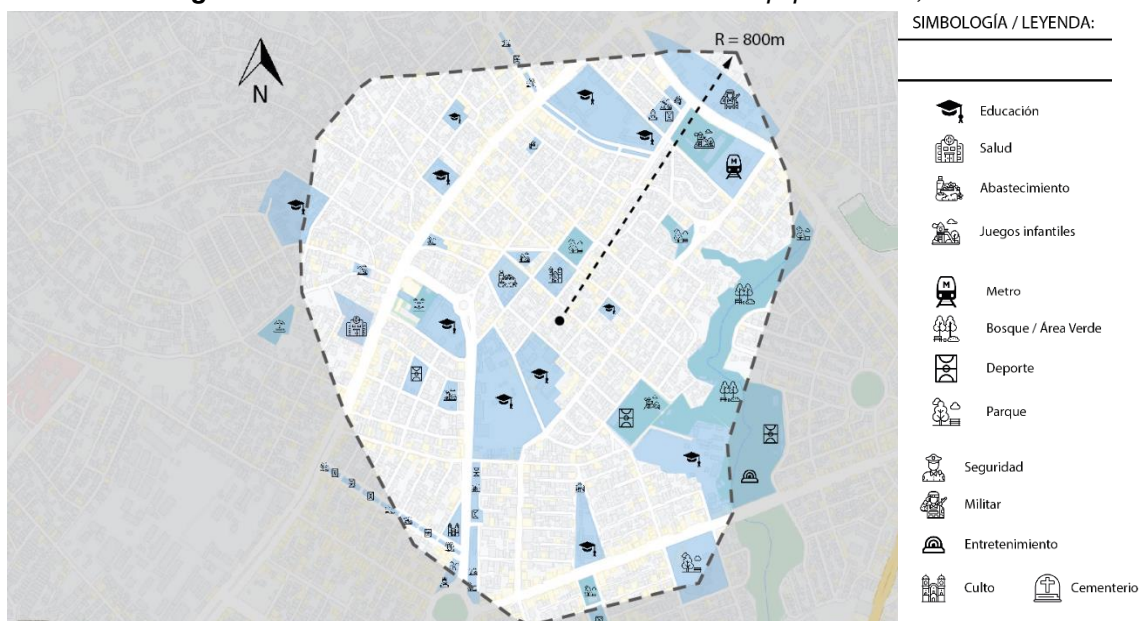 R = 800m
SIMBOLOGÍA / LEYENDA:
N
Educación
Salud
Abastecimiento
Juegos infantiles
M
Metro
Bosque / Área Verde
Deporte
Parque
Seguridad
Militar
Entretenimiento
Culto
Cementerio